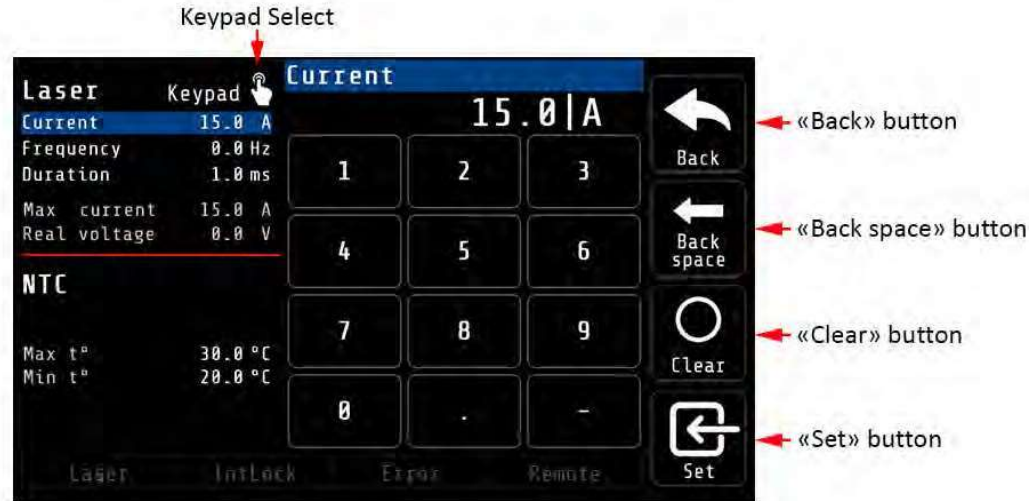 Keypad Select
Laser Keypad
Current 15.0 A
Frequency 0.0 Hz
Duration 1.0 ms
Max current 15.0 A
Real voltage 0.0 V
NTC
Max t° 30.0 °C
Min t° 20.0 °C
Current
15.0|A
1 2 3
4 5 6
7 8 9
0 . -
Back
Back
space
Clear
Set
Laser IntLock Error Remote
«Back» button
«Back space» button
«Clear» button
«Set» button